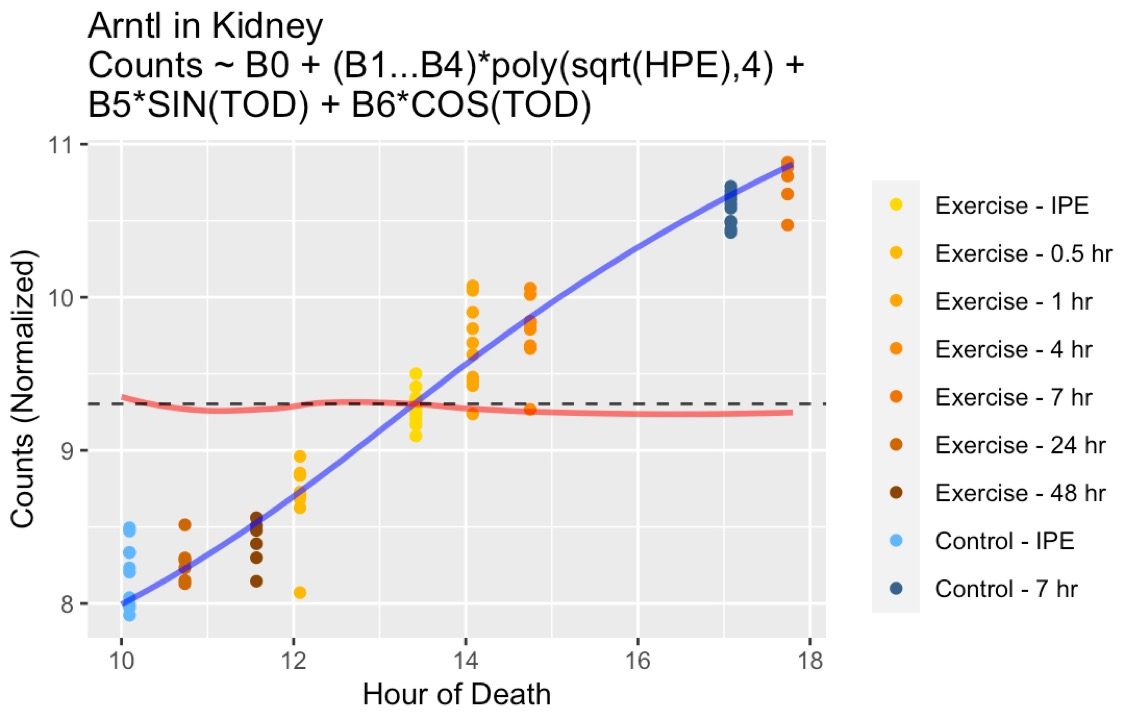 Arntl in Kidney
Counts ~ B0 + (B1...B4)*poly(sqrt(HPE),4) +
B5*SIN(TOD) + B6*COS(TOD)
Counts (Normalized)
11
10
9
8
10 12 14 16 18
Hour of Death
Exercise - IPE
Exercise - 0.5 hr
Exercise - 1 hr
Exercise - 4 hr
Exercise - 7 hr
Exercise - 24 hr
Exercise - 48 hr
Control - IPE
Control - 7 hr